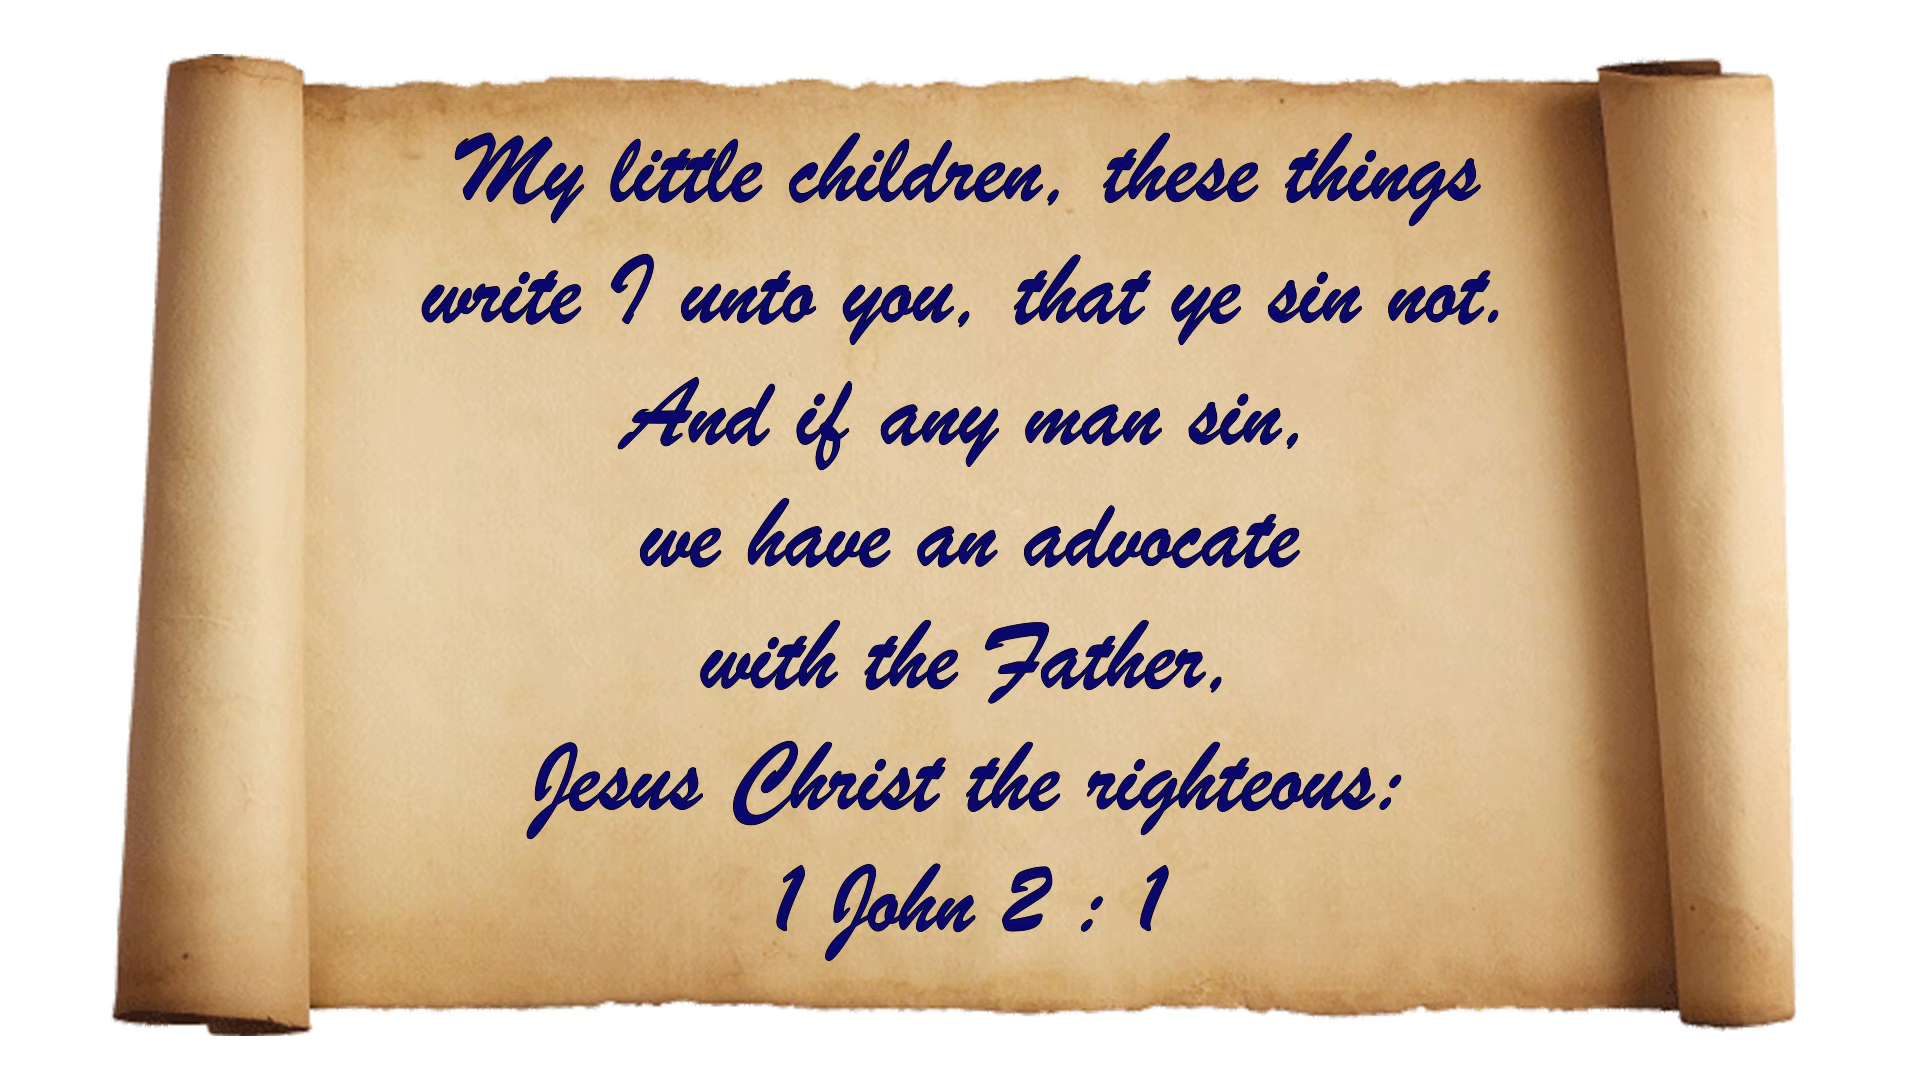 My little children, these things
write I unto you, that ye sin not.
And if any man sin,
we have an advocate
with the Father,
Jesus Christ the righteous:
1 John 2 : 1